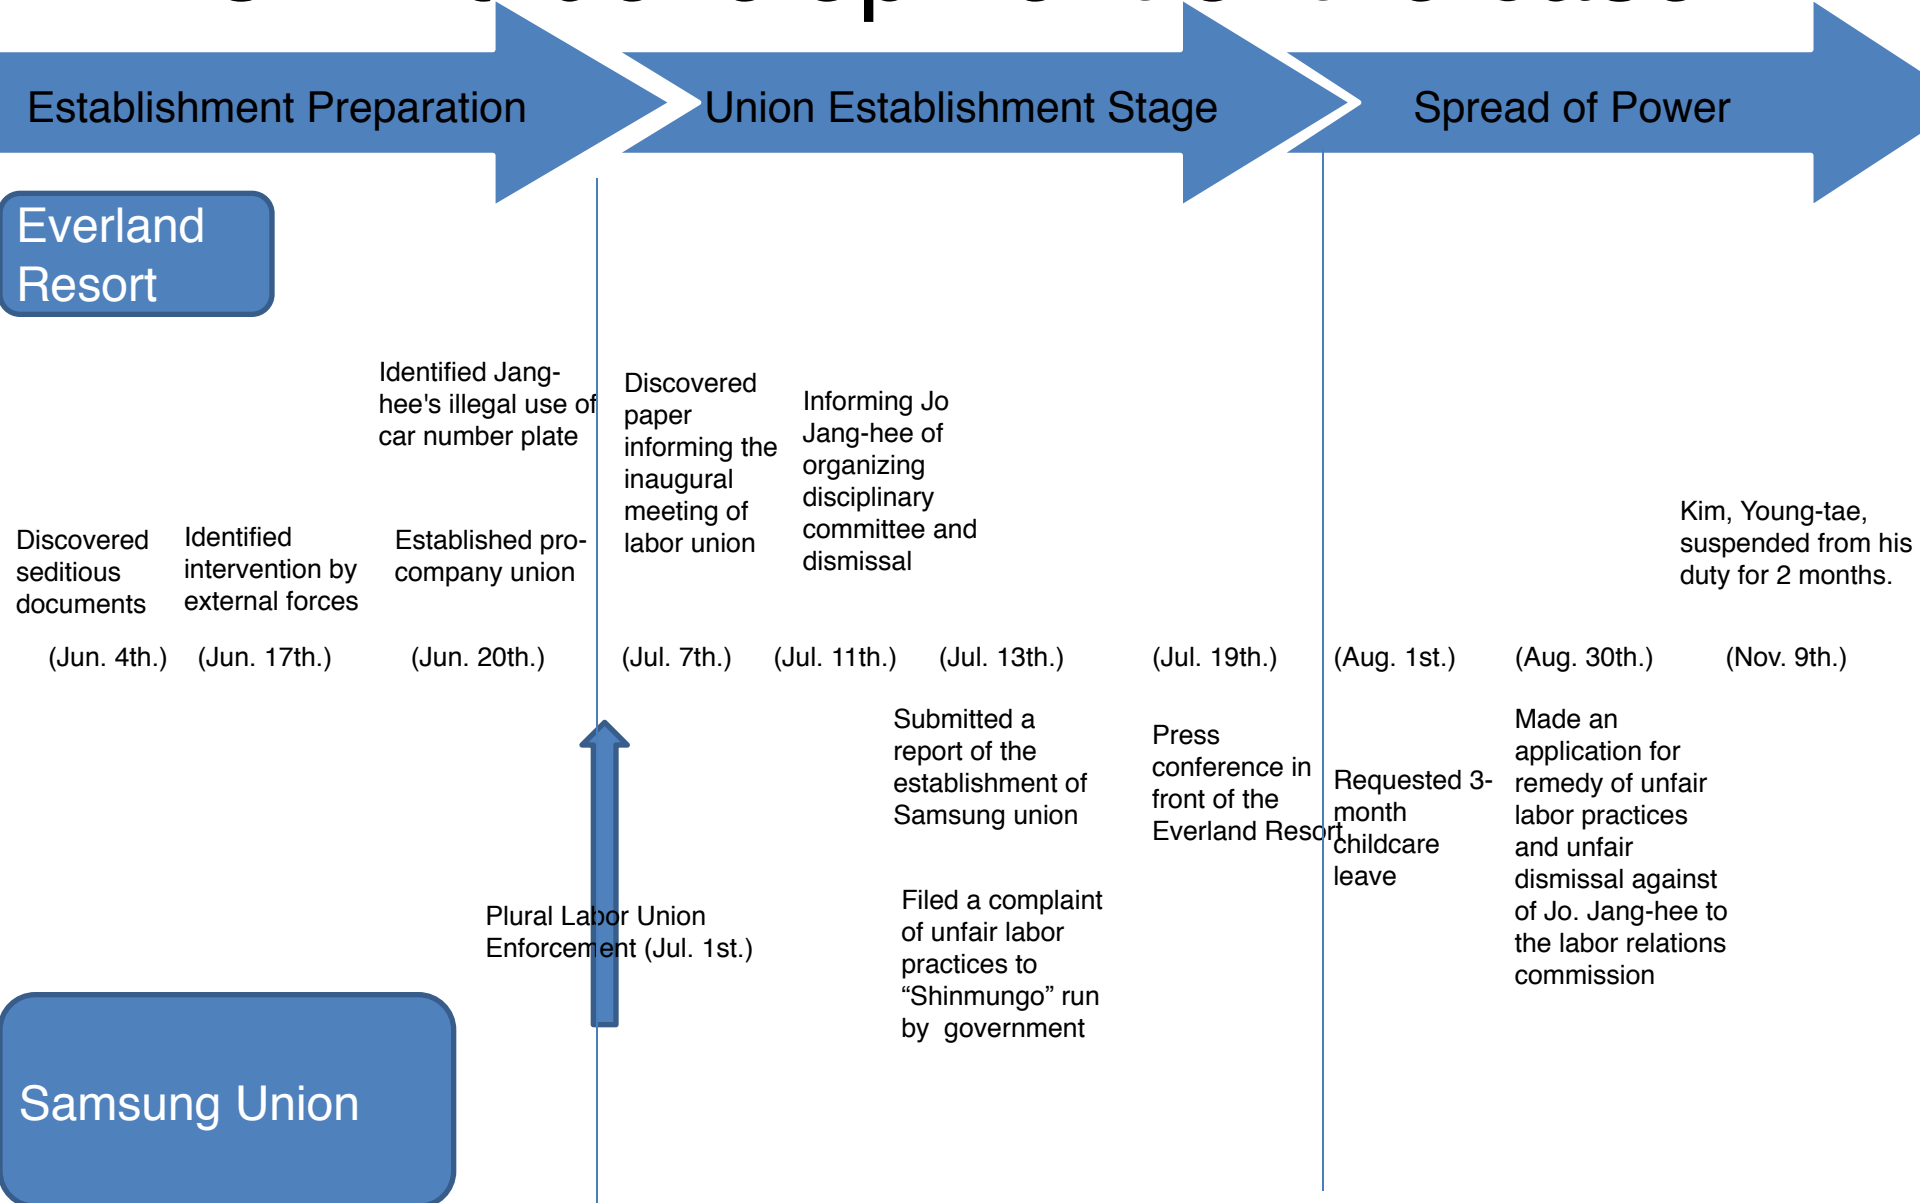 Establishment Preparation
Union Establishment Stage
Spread of Power
Everland
Resort
Identified Jang-
hee's illegal use of
car number plate
Discovered
paper
informing the
inaugural
meeting of
labor union
Informing Jo
Jang-hee of
organizing
disciplinary
committee and
dismissal
Discovered
seditious
documents
Identified
intervention by
external forces
Established pro-
company union
Kim, Young-tae,
suspended from his
duty for 2 months.
(Jun. 4th.)
(Jun. 17th.)
(Jun. 20th.)
(Jul. 7th.)
(Jul. 11th.)
(Jul. 13th.)
(Jul. 19th.)
(Aug. 1st.)
(Aug. 30th.)
(Nov. 9th.)
Submitted a
report of the
establishment of
Samsung union
Press
conference in
front of the
Everland Resort
Requested 3-
month
childcare
leave
Made an
application for
remedy of unfair
labor practices
and unfair
dismissal against
of Jo. Jang-hee to
the labor relations
commission
Plural Labor Union
Enforcement (Jul. 1st.)
Filed a complaint
of unfair labor
practices to
“Shinmungo” run
by  government
Samsung Union